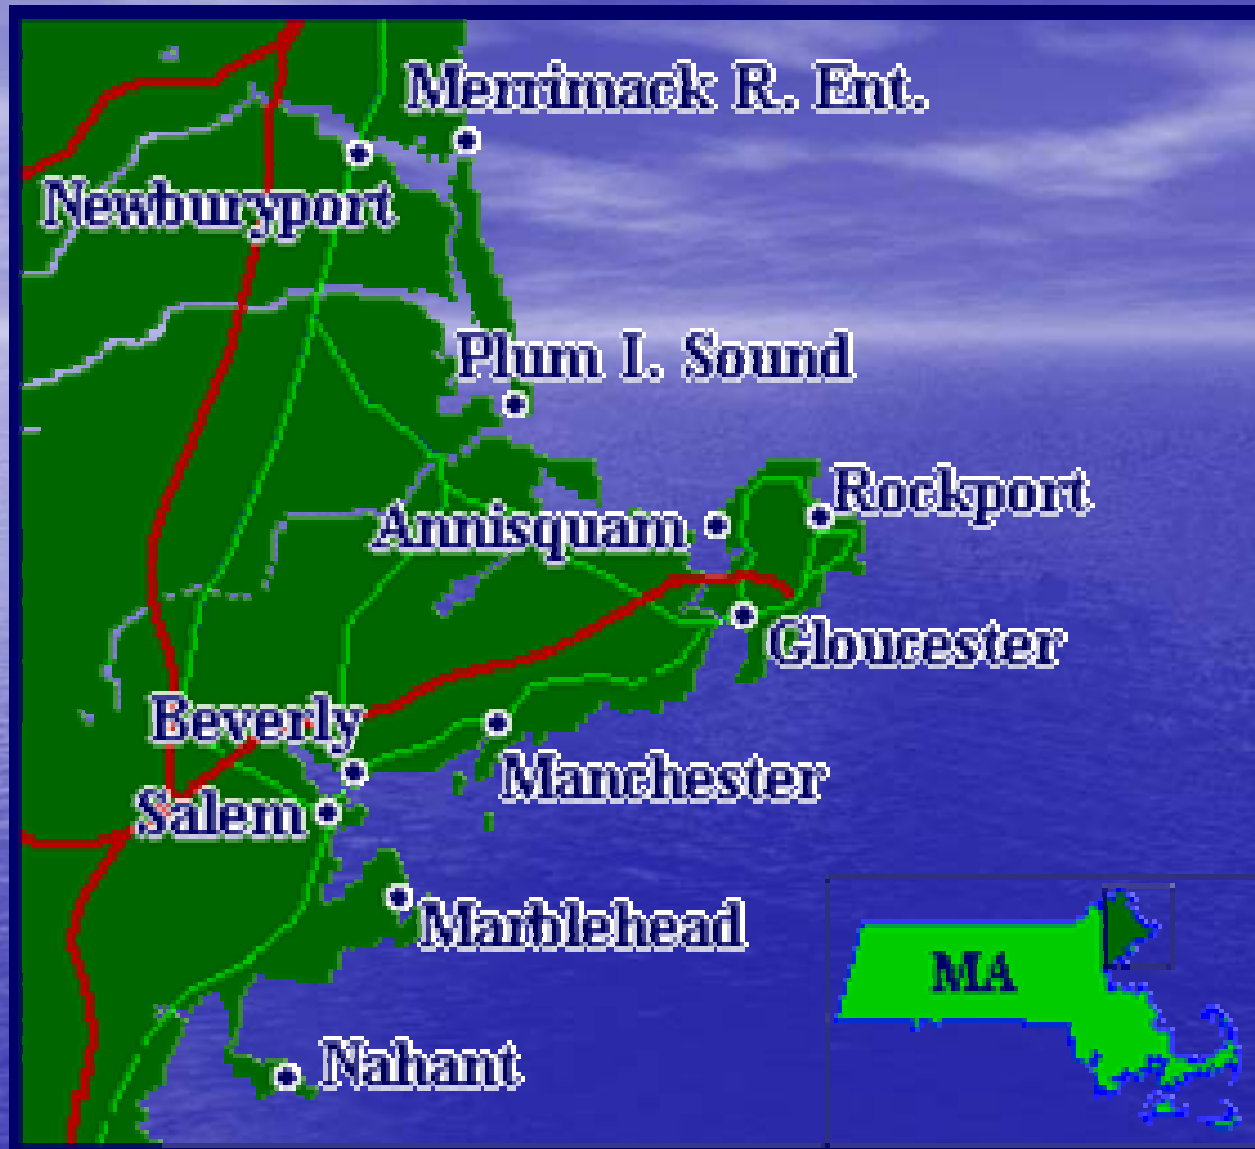 Merrimack R. Ent.
Newburyport
Plum I. Sound
Rockport
Annisquam
Gloucester
Beverly
Manchester
Salem
Marblehead
MA
Nahant